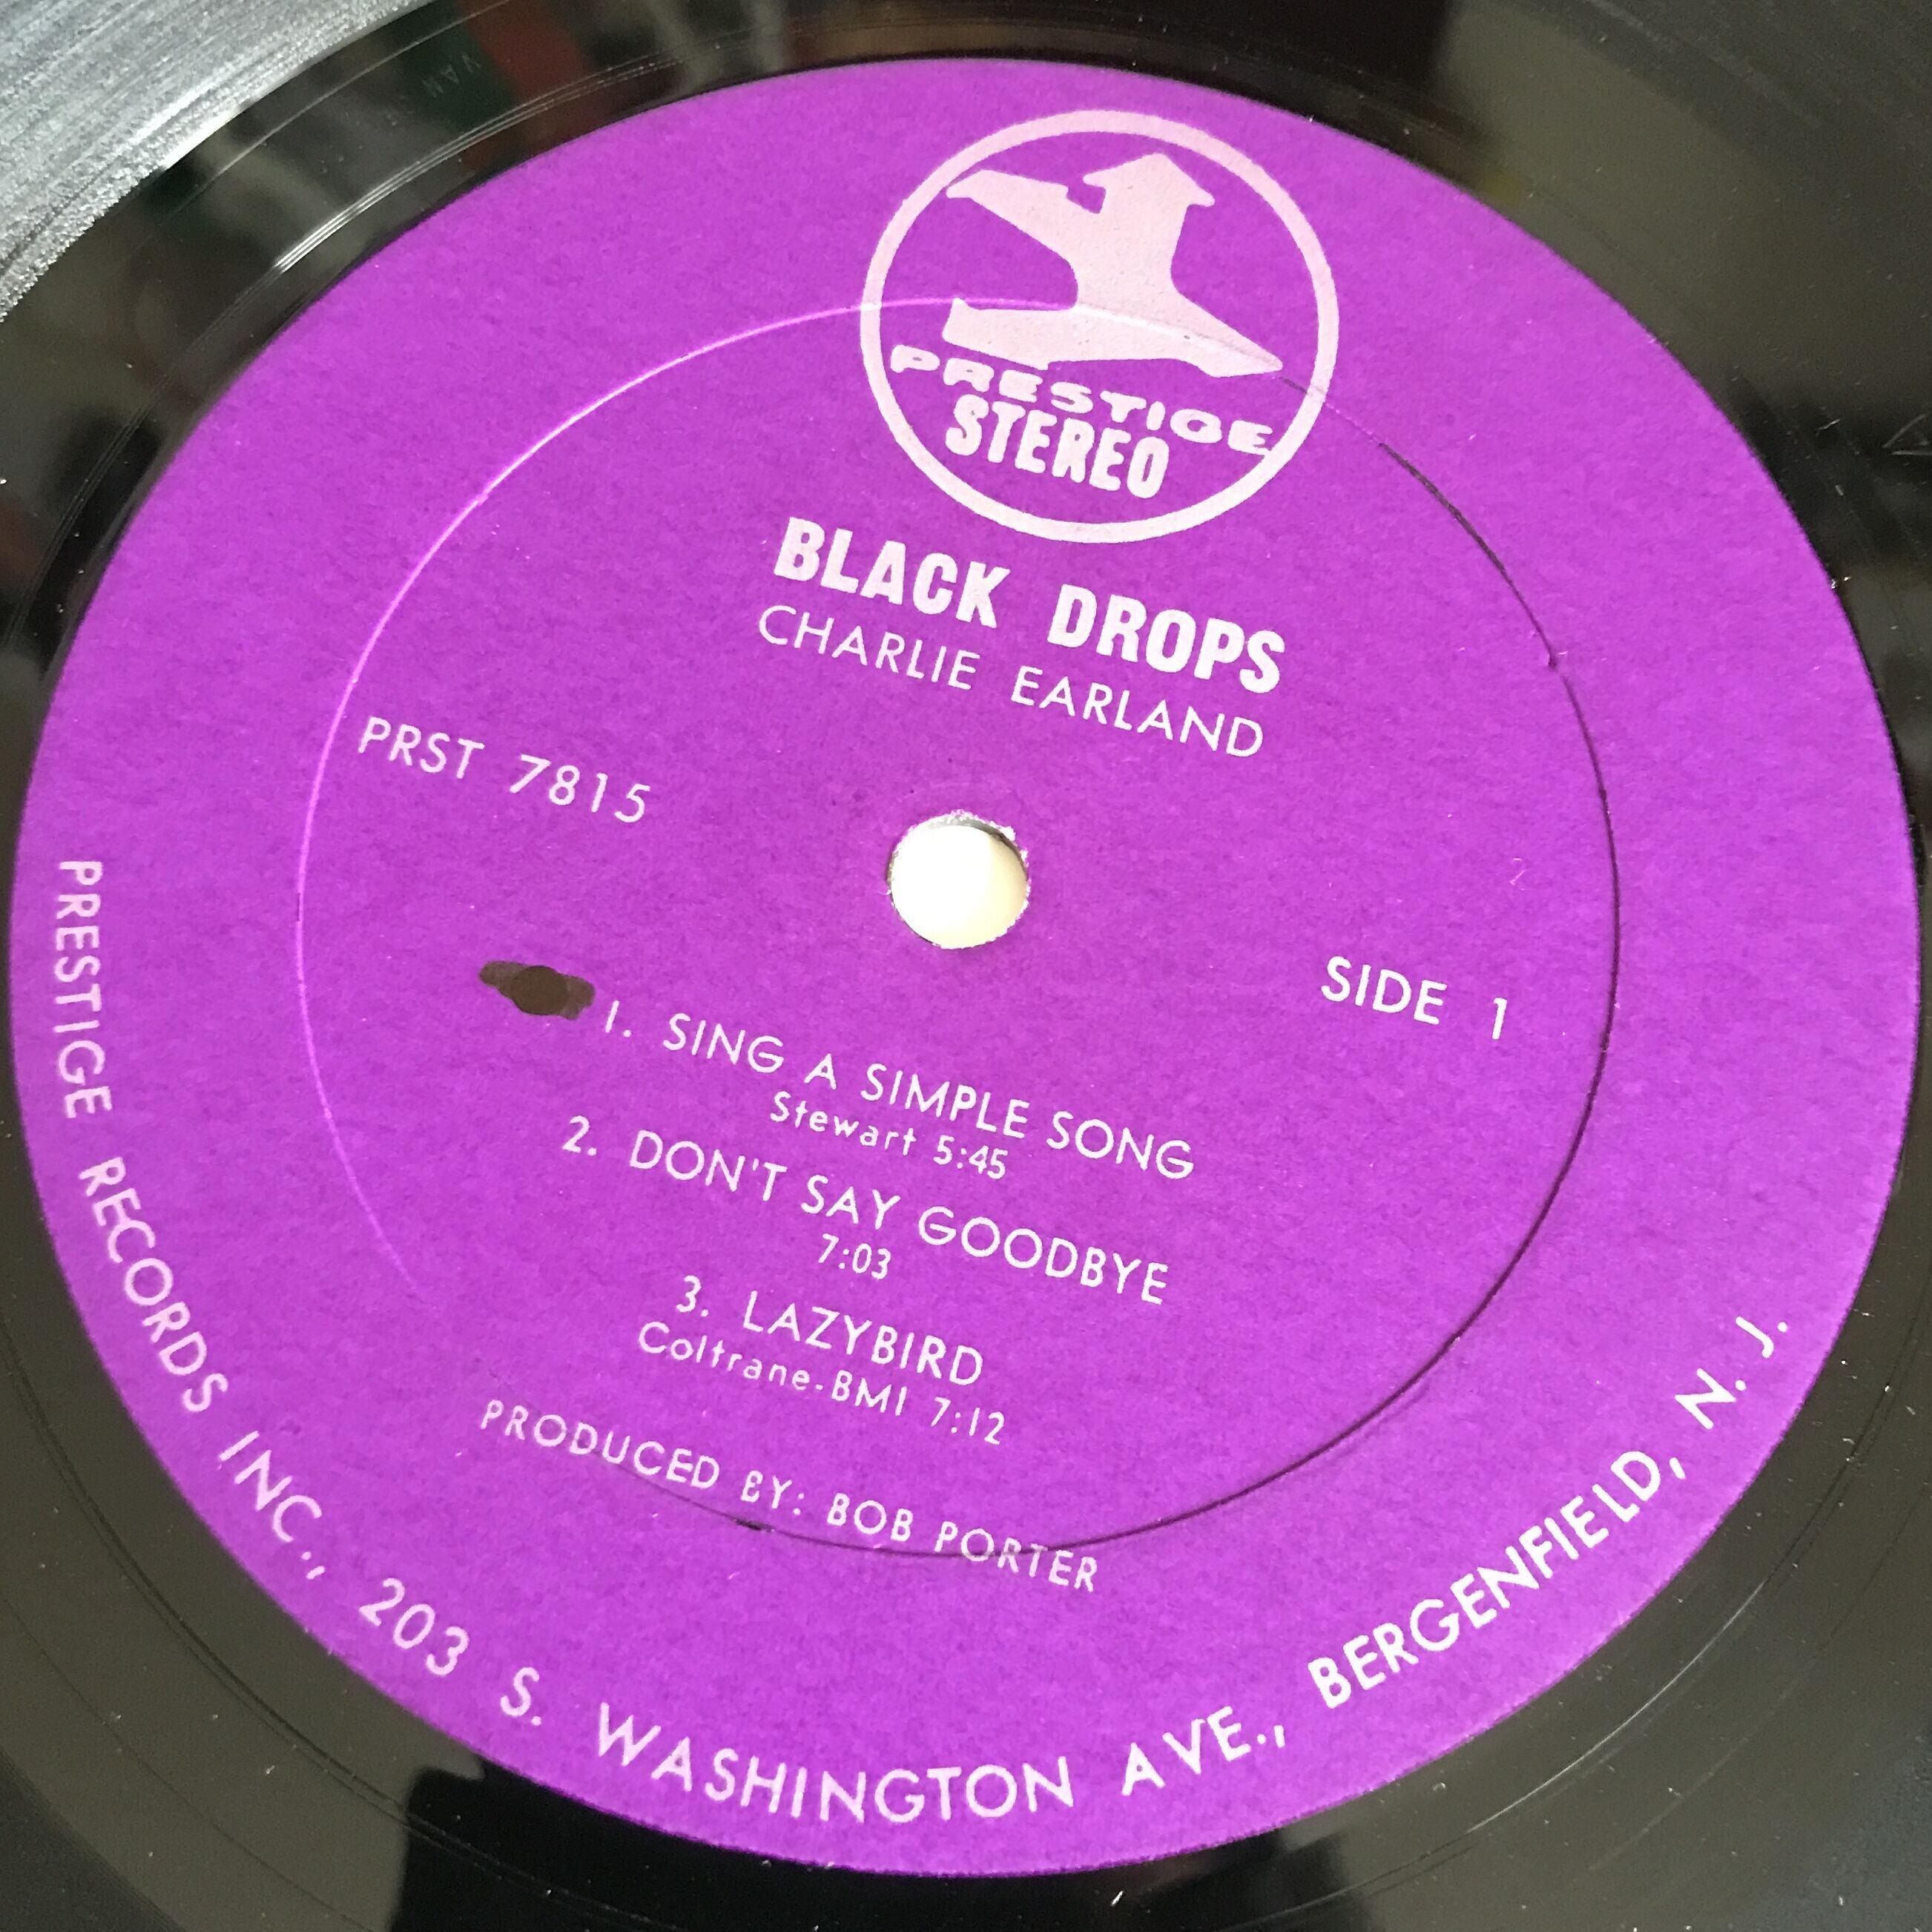 PRESTIGE
STEREO
BLACK DROPS
CHARLIE EARLAND
PRST 7815
SIDE 1
1. SING A SIMPLE SONG
Stewart 5:45
2. DON'T SAY GOODBYE
7:03
3. LAZYBIRD
Coltrane-BMI 7:12
PRODUCED BY: BOB PORTER
PRESTIGE RECORDS INC., 203 S. WASHINGTON AVE., BERGENFIELD, N. J.